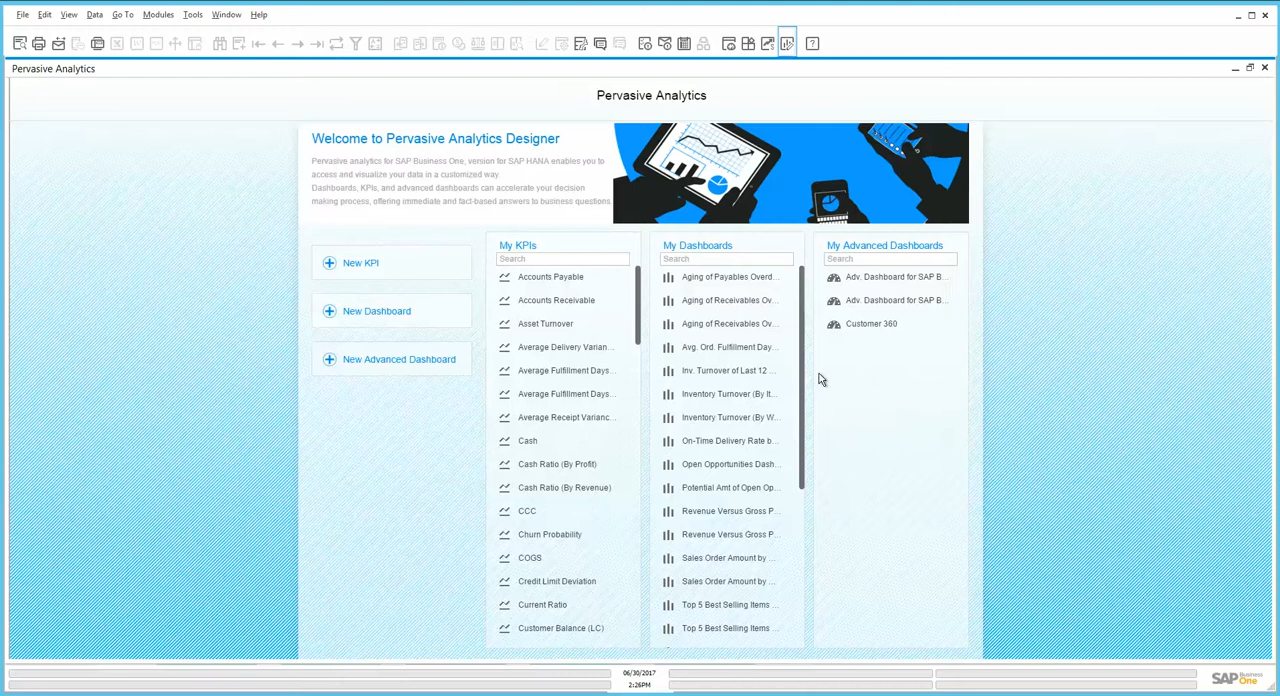 File Edit View Data Go To Modules Tools Window Help
Pervasive Analytics
Pervasive Analytics
Welcome to Pervasive Analytics Designer
Pervasive analytics for SAP Business One, version for SAP HANA enables you to
access and visualize your data in a customized way.
Dashboards, KPIs, and advanced dashboards can accelerate your decision
making process, offering immediate and fact-based answers to business questions.
New KPI
New Dashboard
New Advanced Dashboard
My KPIs
Search
Accounts Payable
Accounts Receivable
Asset Turnover
Average Delivery Varian...
Average Fulfillment Days...
Average Fulfillment Days...
Average Receipt Varianc...
Cash
Cash Ratio (By Profit)
Cash Ratio (By Revenue)
CCC
Churn Probability
COGS
Credit Limit Deviation
Current Ratio
Customer Balance (LC)
My Dashboards
Search
Aging of Payables Overd...
Aging of Receivables Ov...
Aging of Receivables Ov...
Avg. Ord. Fulfillment Day...
Inv. Turnover of Last 12 ...
Inventory Turnover (By It...
Inventory Turnover (By W...
On-Time Delivery Rate b...
Open Opportunities Dash...
Potential Amt of Open Op...
Revenue Versus Gross P...
Revenue Versus Gross P...
Sales Order Amount by ...
Sales Order Amount by ...
Top 5 Best Selling Items ...
Top 5 Best Selling Items ...
My Advanced Dashboards
Search
Adv. Dashboard for SAP B...
Adv. Dashboard for SAP B...
Customer 360
06/30/2017
2:26PM
SAP Business One